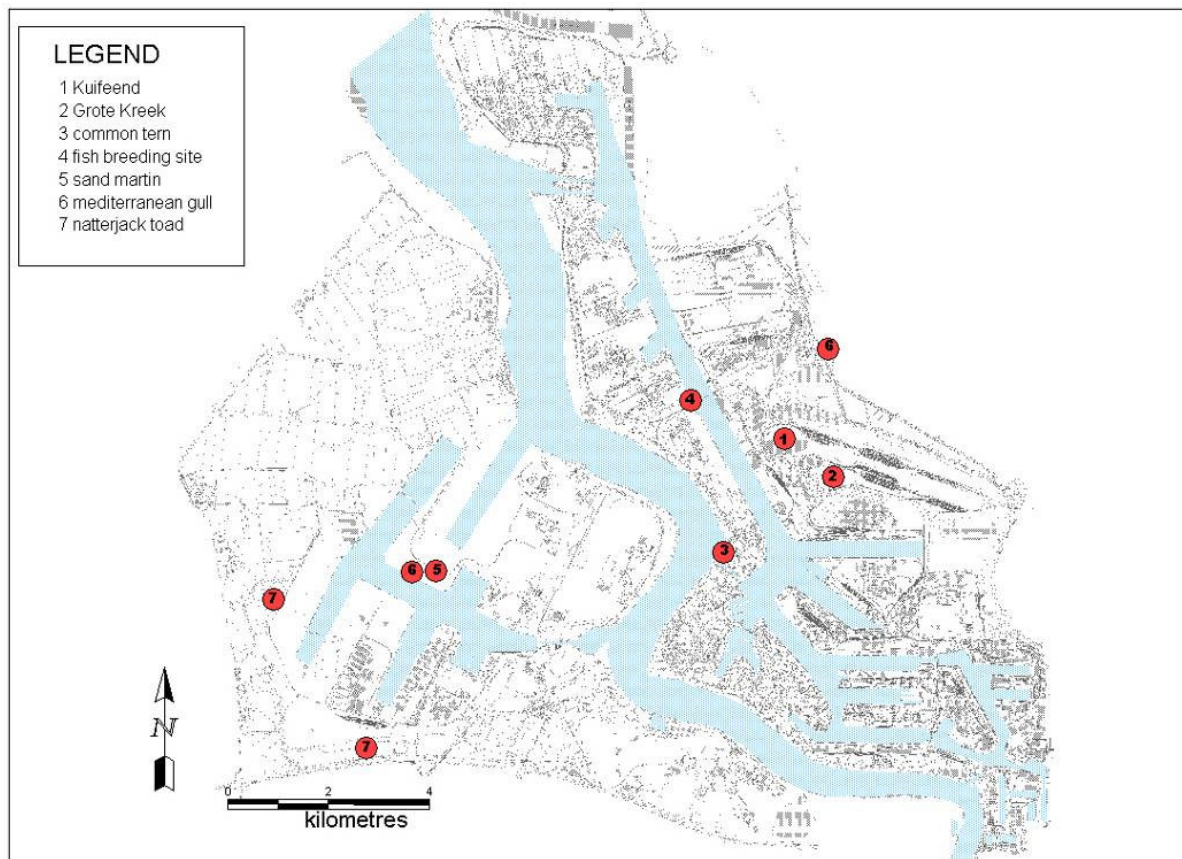 LEGEND
1 Kuifeend
2 Grote Kreek
3 common tern
4 fish breeding site
5 sand martin
6 mediterranean gull
7 natterjack toad
6
4
1
2
3
6 5
7
N
7
0 2 4
kilometres